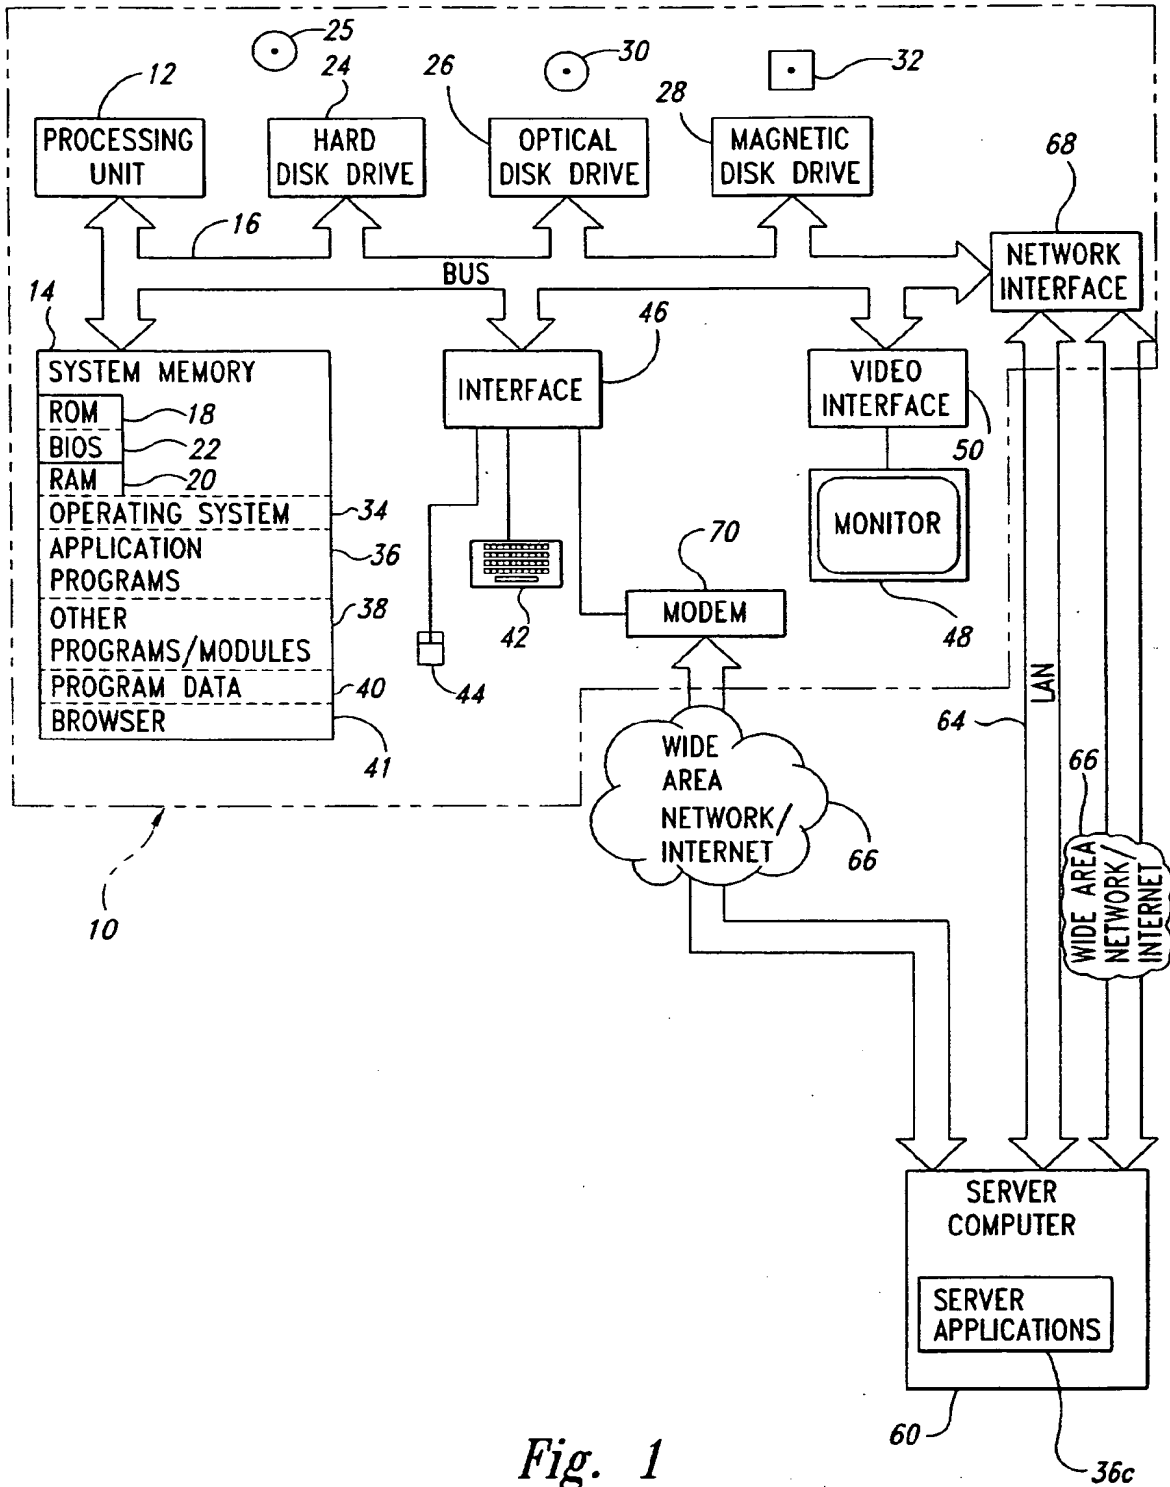 25
24
30
32
12
26
28
PROCESSING
UNIT
HARD
DISK DRIVE
OPTICAL
DISK DRIVE
MAGNETIC
DISK DRIVE
68
16
BUS
NETWORK
INTERFACE
14
46
SYSTEM MEMORY
ROM
18
BIOS
22
RAM
20
OPERATING SYSTEM
34
APPLICATION
PROGRAMS
36
OTHER
PROGRAMS/MODULES
38
PROGRAM DATA
40
BROWSER
41
INTERFACE
VIDEO
INTERFACE
50
MONITOR
48
42
44
70
MODEM
WIDE
AREA
NETWORK/
INTERNET
66
64
LAN
66
WIDE AREA
NETWORK/
INTERNET
10
SERVER
COMPUTER
SERVER
APPLICATIONS
60
36c
Fig. 1